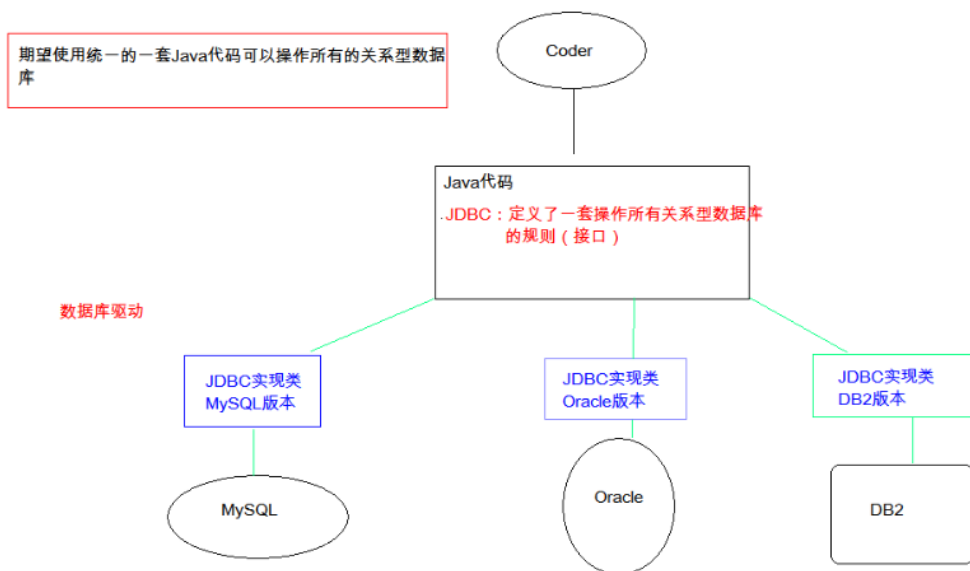 期望使用统一的一套Java代码可以操作所有的关系型数据
库
Coder
Java代码
.JDBC：定义了一套操作所有关系型数据库
的规则（接口）
数据库驱动
JDBC实现类
MySQL版本
JDBC实现类
Oracle版本
JDBC实现类
DB2版本
MySQL
Oracle
DB2